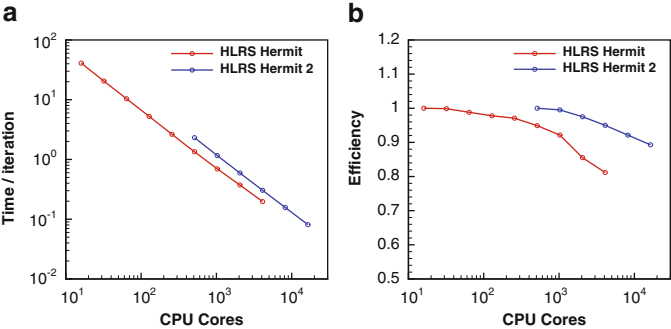 a
10²
10¹
10⁰
10⁻¹
10⁻²
Time / iteration
HLRS Hermit
HLRS Hermit 2
10¹
10²
10³
10⁴
CPU Cores
b
1.2
1.1
1
0.9
0.8
0.7
0.6
0.5
Efficiency
HLRS Hermit
HLRS Hermit 2
10¹
10²
10³
10⁴
CPU Cores